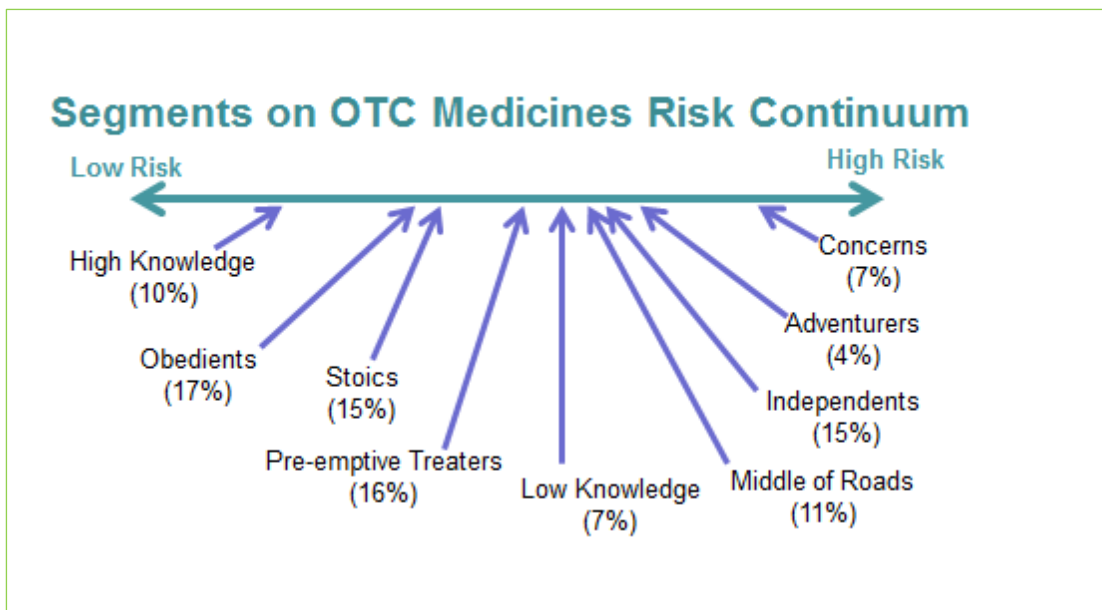 Segments on OTC Medicines Risk Continuum
Low Risk
High Risk
High Knowledge
(10%)
Obedients
(17%)
Stoics
(15%)
Pre-emptive Treaters
(16%)
Low Knowledge
(7%)
Middle of Roads
(11%)
Independents
(15%)
Adventurers
(4%)
Concerns
(7%)